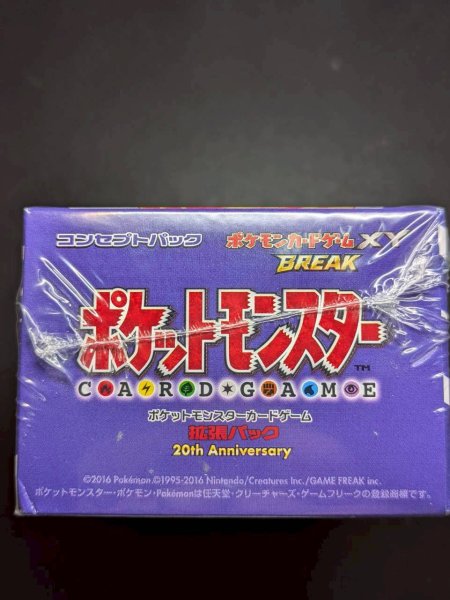 コンセプトパック
ポケモンカードゲーム XY
BREAK
ポケットモンスター™
CARD GAME
ポケットモンスターカードゲーム
拡張パック
20th Anniversary
©2016 Pokémon.©1995-2016 Nintendo/Creatures Inc./GAME FREAK inc.
ポケットモンスター・ポケモン・Pokémonは任天堂・クリーチャーズ・ゲームフリークの登録商標です。